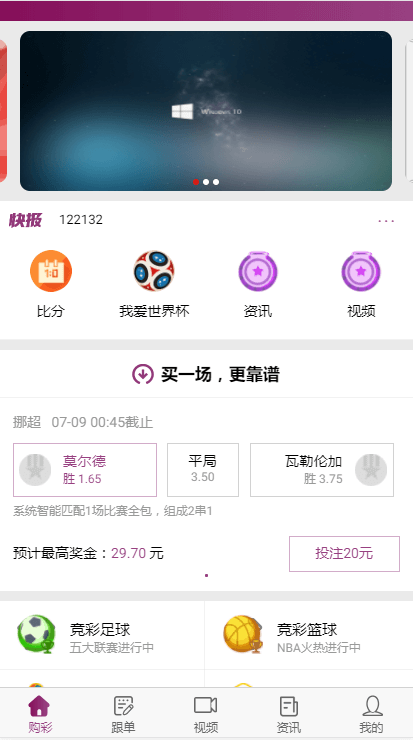 Windows 10
快报 122132 ...
比分 我爱世界杯 资讯 视频
买一场，更靠谱
挪超 07-09 00:45截止
莫尔德 平局 瓦勒伦加
胜 1.65 3.50 胜 3.75
系统智能匹配1场比赛全包，组成2串1
预计最高奖金：29.70 元 投注20元
竞彩足球 竞彩篮球
五大联赛进行中 NBA火热进行中
购彩 跟单 视频 资讯 我的